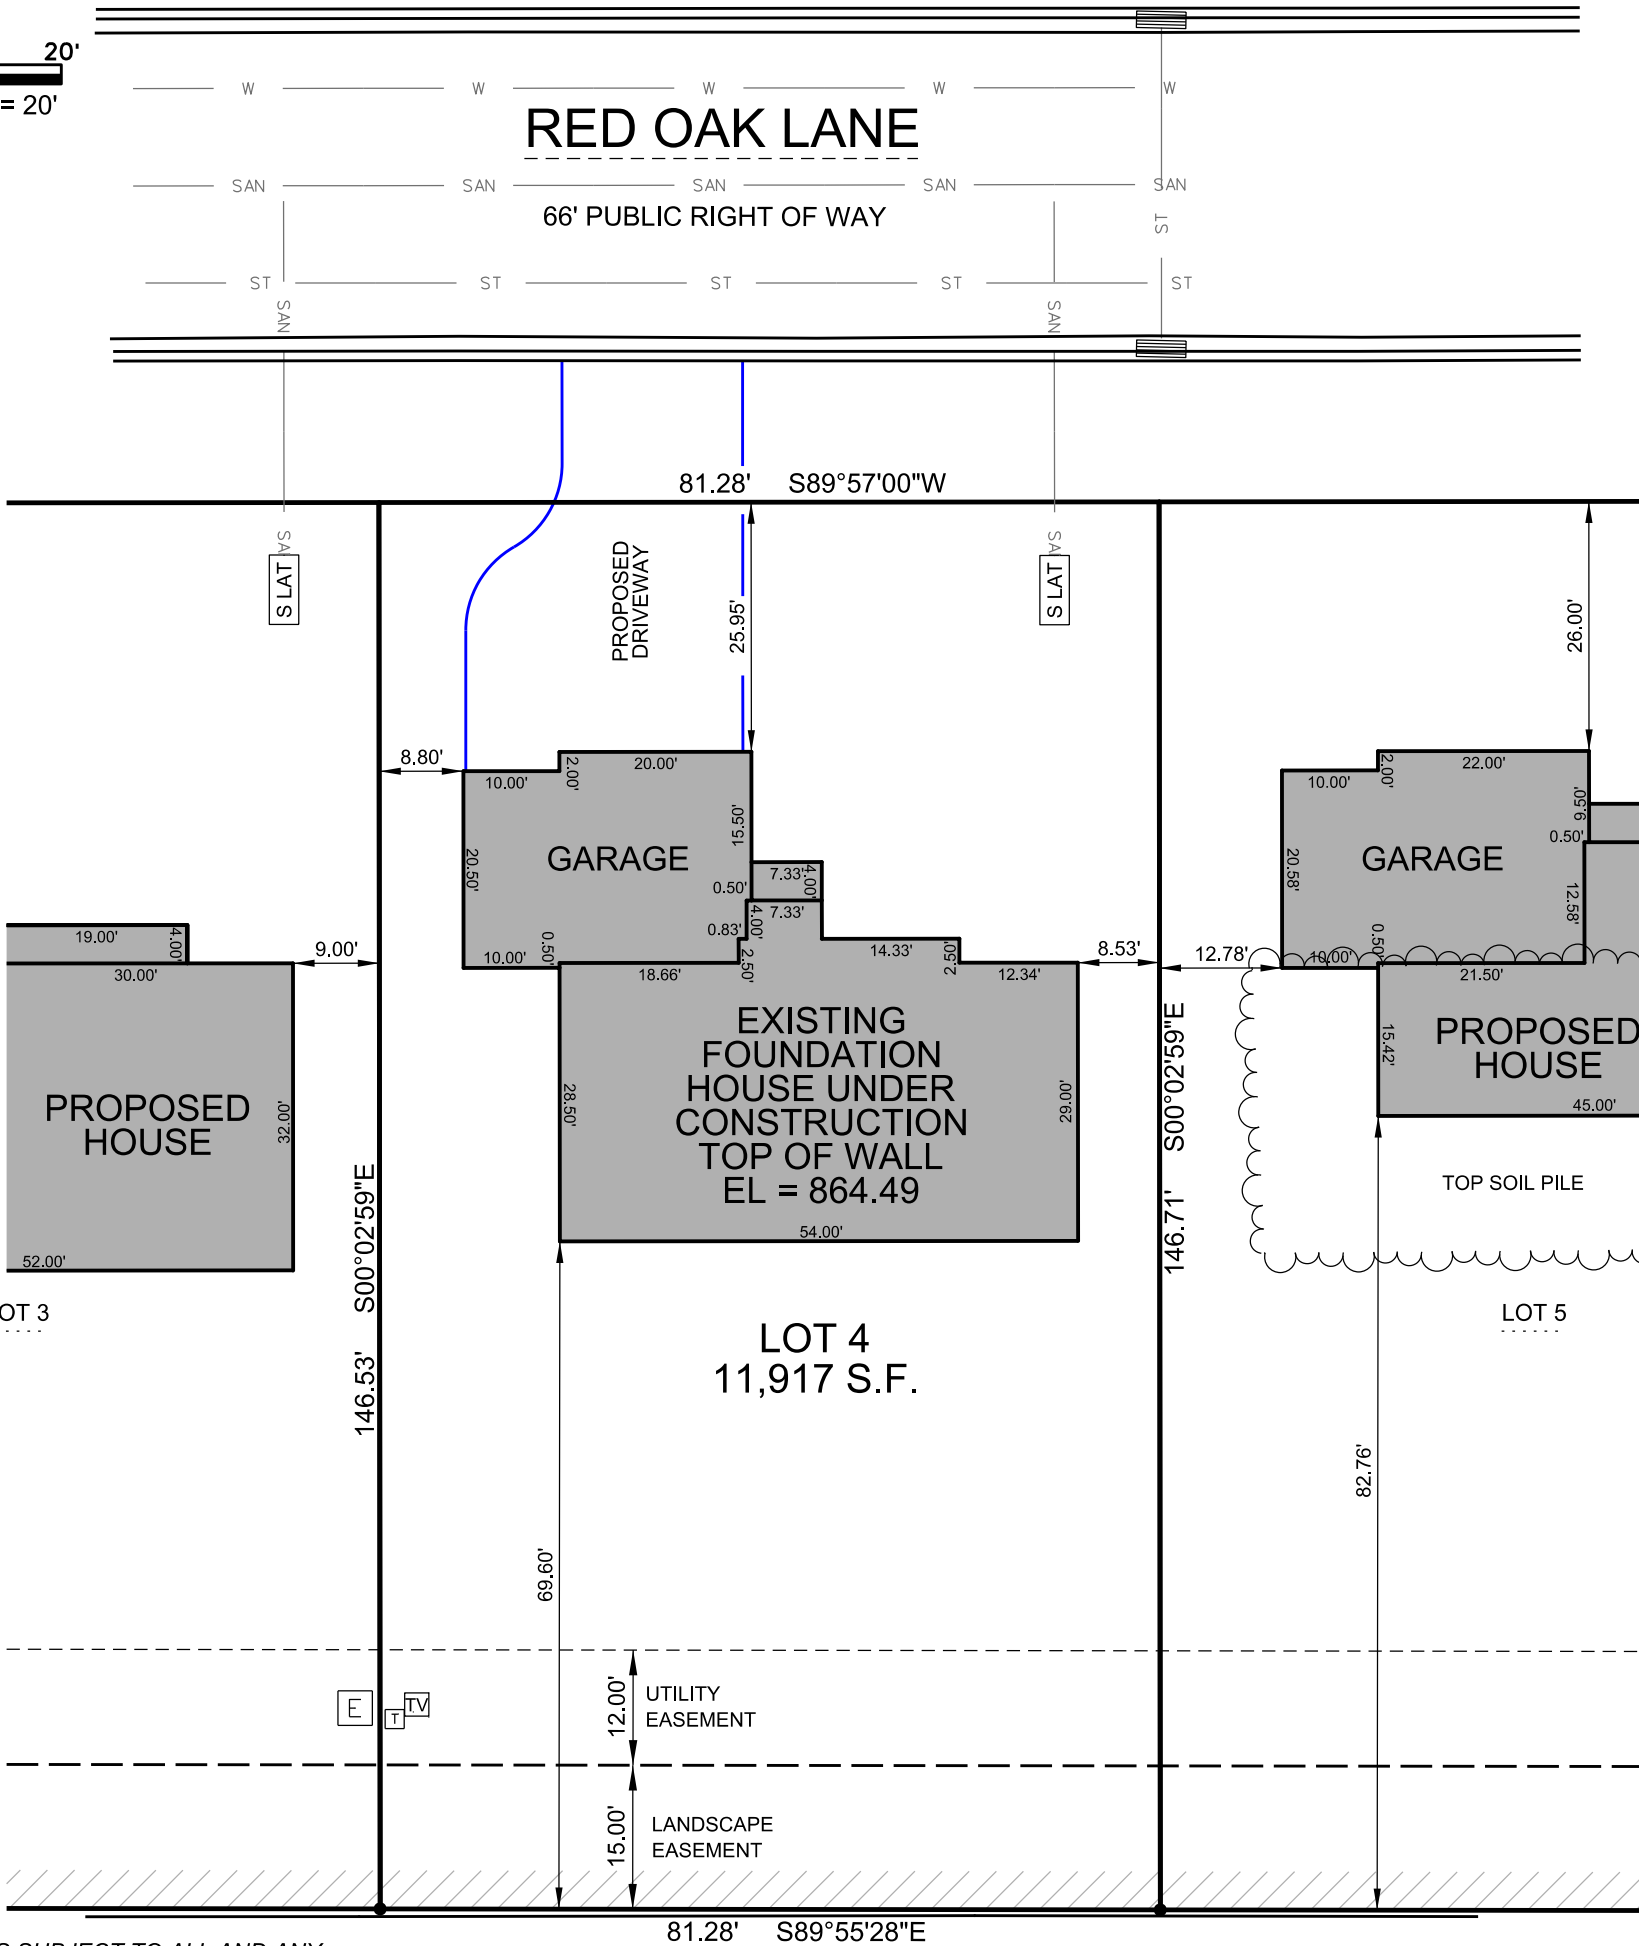 20'
= 20'
W W W W W
RED OAK LANE
SAN SAN SAN SAN SAN
66' PUBLIC RIGHT OF WAY
ST
ST ST ST ST ST
SAN SAN
81.28' S89°57'00"W
SA SA
S LAT
S LAT
PROPOSED
DRIVEWAY
25.95'
26.00'
8.80'
10.00'
2.00'
20.00'
15.50'
20.50'
GARAGE
7.33'
4.00'
0.50'
7.33'
4.00'
0.83'
2.50'
0.50'
10.00'
18.66'
14.33'
2.50'
12.34'
8.53'
12.78'
10.00'
2.00'
22.00'
9.50'
0.50'
20.58'
GARAGE
12.58'
0.50'
10.00'
21.50'
15.42'
PROPOSED
HOUSE
45.00'
19.00'
4.00'
9.00'
30.00'
PROPOSED
HOUSE
32.00'
52.00'
EXISTING
FOUNDATION
HOUSE UNDER
CONSTRUCTION
TOP OF WALL
EL = 864.49
28.50'
29.00'
54.00'
146.53' S00°02'59"E
146.71' S00°02'59"E
TOP SOIL PILE
OT 3
LOT 4
11,917 S.F.
LOT 5
69.60'
82.76'
E
T
TV
12.00'
UTILITY
EASEMENT
15.00'
LANDSCAPE
EASEMENT
81.28' S89°55'28"E
S SUBJECT TO ALL AND ANY